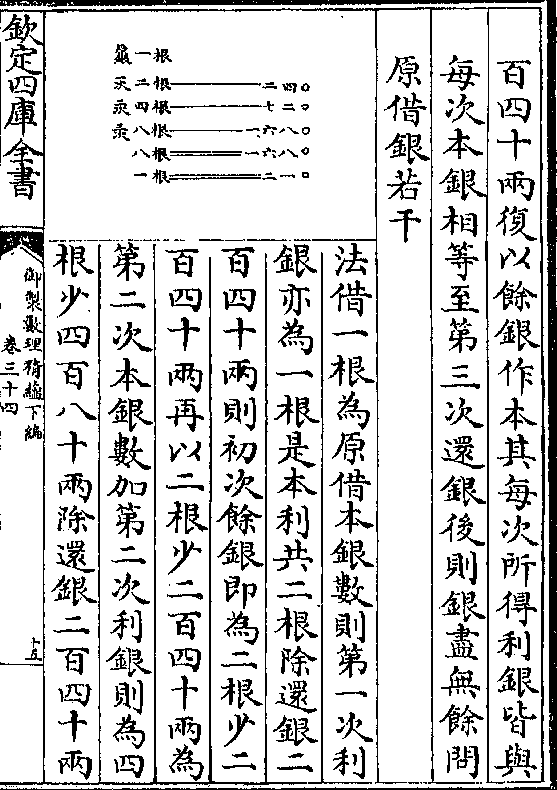 百四十兩復以餘銀作本其每次所得利銀皆與
每次本銀相等至第三次還銀後則銀盡無餘問
原借銀若干
法借一根為原借本銀數則第一次利
銀亦為一根是本利共二根除還銀二
百四十兩則初次餘銀即為二根少二
百四十兩再以二根少二百四十兩為
第二次本銀數加第二次利銀則為四
根少四百八十兩除還銀二百四十兩
一根
二根 二四〇
四根 七二〇
八根 一六八〇
八根 一六八〇
一根 二一〇
欽定四庫全書
御製數理精蘊下編
卷三十四
十五